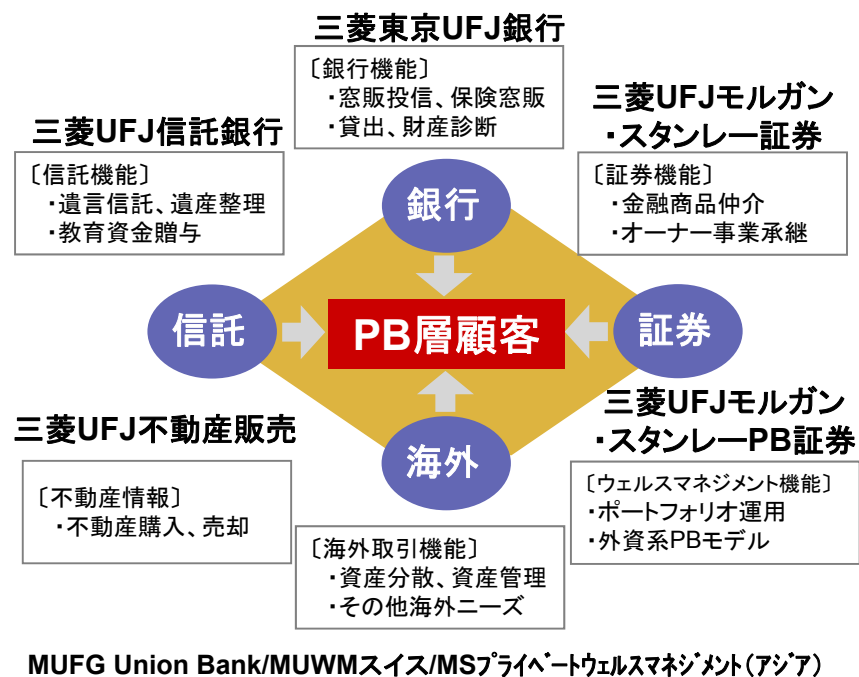 三菱東京UFJ銀行
〔銀行機能〕
・窓販投信、保険窓販
・貸出、財産診断
三菱UFJ信託銀行
〔信託機能〕
・遺言信託、遺産整理
・教育資金贈与
三菱UFJモルガン
・スタンレー証券
〔証券機能〕
・金融商品仲介
・オーナー事業承継
銀行
信託
PB層顧客
証券
海外
三菱UFJ不動産販売
〔不動産情報〕
・不動産購入、売却
三菱UFJモルガン
・スタンレーPB証券
〔ウェルスマネジメント機能〕
・ポートフォリオ運用
・外資系PBモデル
〔海外取引機能〕
・資産分散、資産管理
・その他海外ニーズ
MUFG Union Bank/MUWMスイス/MSプライベートウェルスマネジメント(アジア)